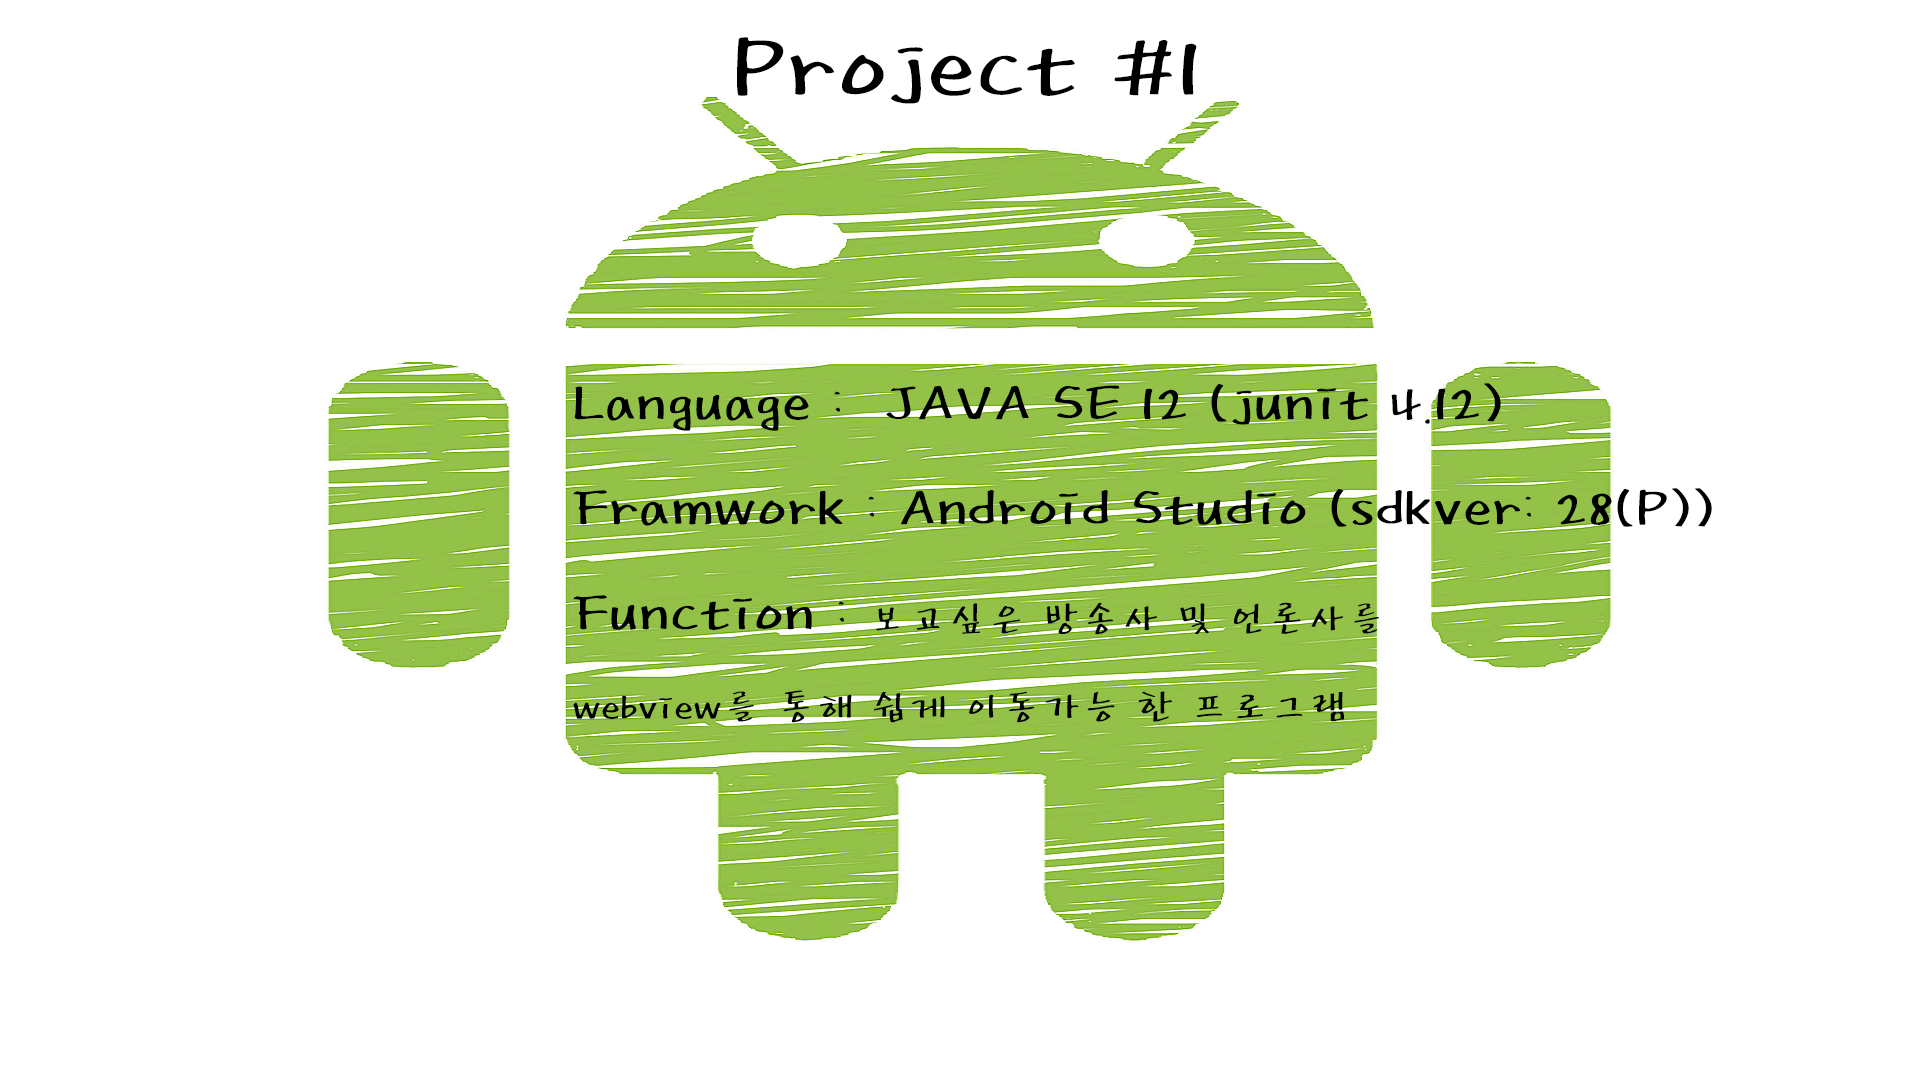 Project #1
Language : JAVA SE 12 (junit 4.12)
Framwork : Android Studio (sdkver: 28(P))
Function : 보고싶은 방송사 및 언론사를
webview를 통해 쉽게 이동가능 한 프로그램